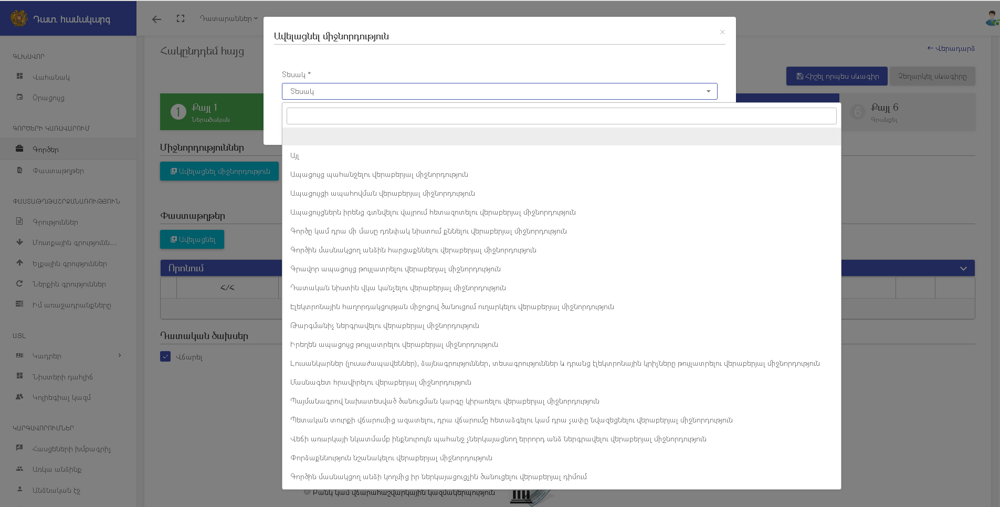 Դատ. համակարգ
Դատարաններ
ԳԼԽԱՎՈՐ
Վահանակ
Օրացույց
ԳՈՐԾԵՐԻ ԿԱՌԱՎԱՐՈՒՄ
Գործեր
Փաստաթղթեր
ՓԱՍՏԱԹՂԹԱՇՐՋԱՆԱՌՈՒԹՅՈՒՆ
Գրություններ
Մուտքային գրությունն...
Ելքային գրություններ
Ներքին գրություններ
Իմ առաջադրանքները
ԱՅԼ
Կադրեր
Նիստերի դահլիճ
Կոլիեգիալ կազմ
ԿԱՐԳԱՎՈՐՈՒՄՆԵՐ
Հասցեների խմբագրիչ
Առկա անձինք
Անձնական էջ
Հակընդդեմ հայց
Վերադարձ
Հիշել որպես սևագիր
Չեղարկել սևագիրը
1 Քայլ 1
Ներածական
6 Քայլ 6
Գրանցել
Միջնորդություններ
Ավելացնել միջնորդություն
Փաստաթղթեր
Ավելացնել
Որոնում
Հ/Հ
Դատական ծախսեր
Վճարել
Ավելացնել միջնորդություն
×
Տեսակ *
Տեսակ
Այլ
Ապացույց պահանջելու վերաբերյալ միջնորդություն
Ապացույցի ապահովման վերաբերյալ միջնորդություն
Ապացույցներն իրենց գտնվելու վայրում հետազոտելու վերաբերյալ միջնորդություն
Գործը կամ դրա մի մասը դռնփակ նիստում քննելու վերաբերյալ միջնորդություն
Գործին մասնակցող անձին հարցաքննելու վերաբերյալ միջնորդություն
Գրավոր ապացույց թույլատրելու վերաբերյալ միջնորդություն
Դատական նիստին վկա կանչելու վերաբերյալ միջնորդություն
Էլեկտրոնային հաղորդակցության միջոցով ծանուցում ուղարկելու վերաբերյալ միջնորդություն
Թարգմանիչ ներգրավելու վերաբերյալ միջնորդություն
Իրեղեն ապացույց թույլատրելու վերաբերյալ միջնորդություն
Լուսանկարներ (լուսաժապավեններ), ձայնագրություններ, տեսագրություններ և դրանց էլեկտրոնային կրիչները թույլատրելու վերաբերյալ միջնորդություն
Մասնագետ հրավիրելու վերաբերյալ միջնորդություն
Պայմանագրով նախատեսված ծանուցման կարգը կիրառելու վերաբերյալ միջնորդություն
Պետական տուրքի վճարումից ազատելու, դրա վճարումը հետաձգելու կամ դրա չափը նվազեցնելու վերաբերյալ միջնորդություն
Վեճի առարկայի նկատմամբ ինքնուրույն պահանջ չներկայացնող երրորդ անձ ներգրավելու վերաբերյալ միջնորդություն
Փորձաքննություն նշանակելու վերաբերյալ միջնորդություն
Գործին մասնակցող անձի կողմից իր ներկայացուցչին ծանուցելու վերաբերյալ դիմում
Բանկ կամ վճարահաշվարկային կազմակերպություն